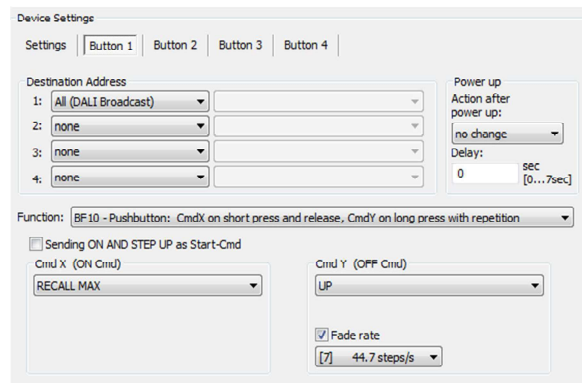 Device Settings
Settings Button 1 Button 2 Button 3 Button 4
Destination Address
1: All (DALI Broadcast)
2: none
3: none
4: none
Power up
Action after
power up:
no change
Delay:
0 sec
[0...7sec]
Function: BF10 - Pushbutton: CmdX on short press and release, CmdY on long press with repetition
Sending ON AND STEP UP as Start-Cmd
Cmd X (ON Cmd)
RECALL MAX
Cmd Y (OFF Cmd)
UP
Fade rate
[7] 44.7 steps/s